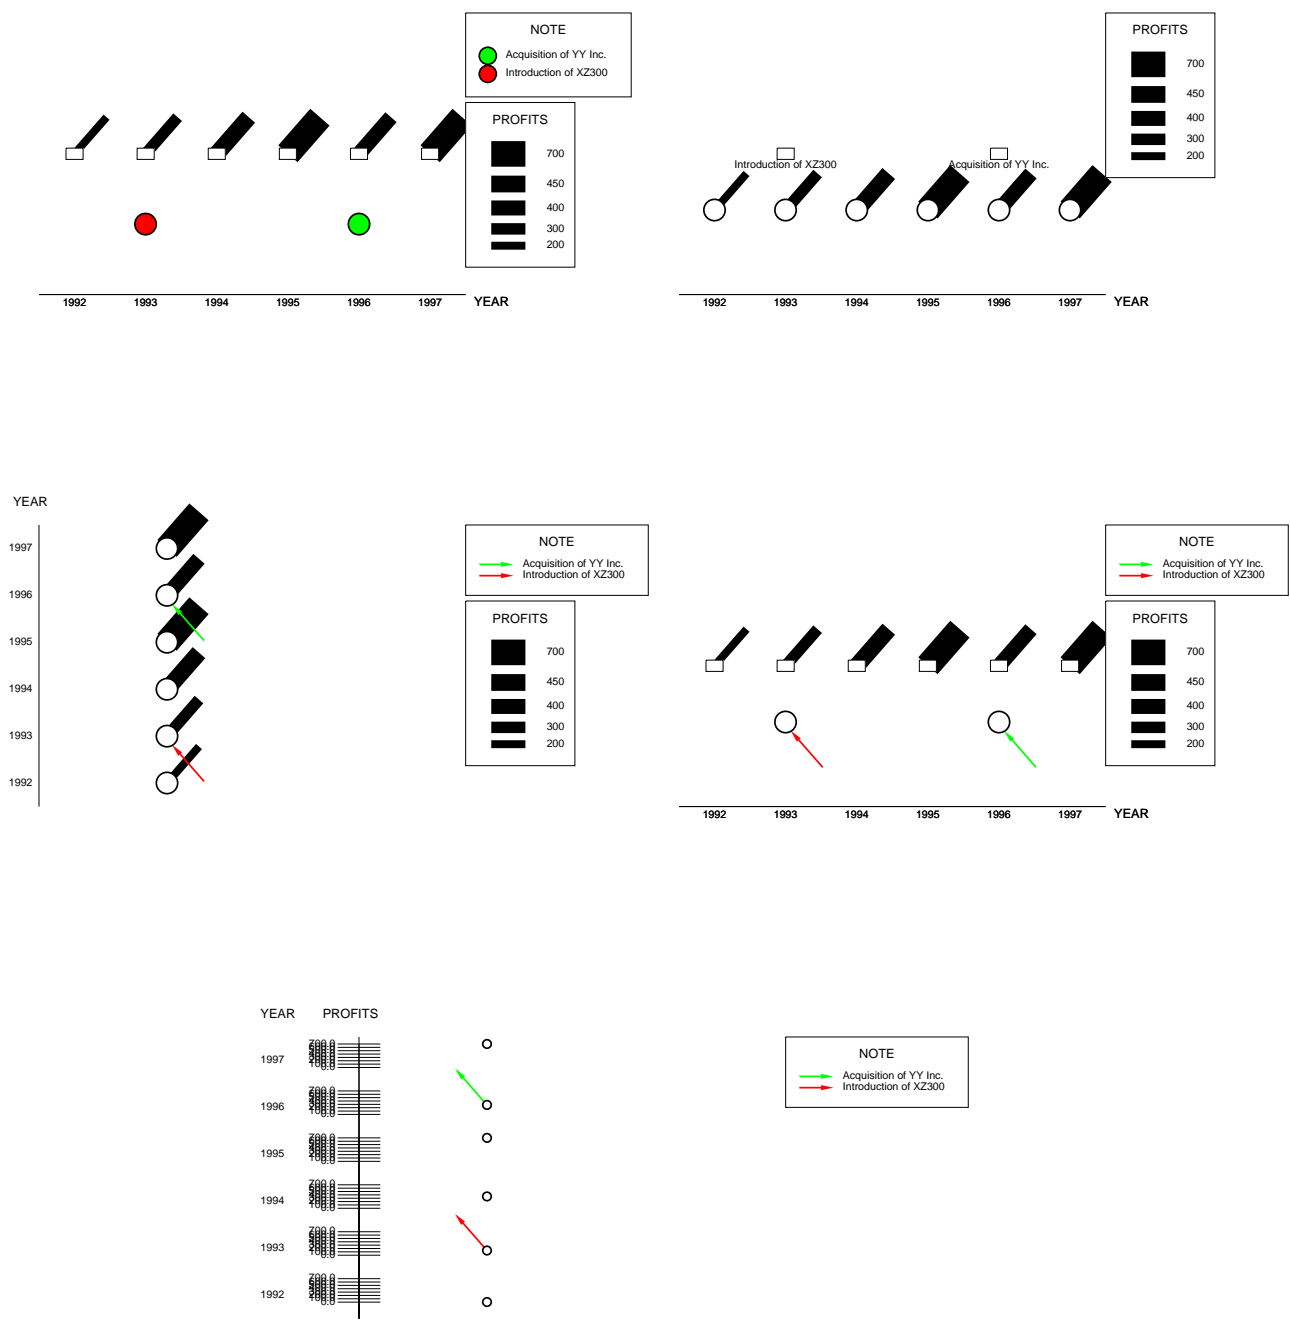 NOTE
Acquisition of YY Inc.
Introduction of XZ300
PROFITS
700
450
400
300
200
1992 1993 1994 1995 1996 1997 YEAR
PROFITS
700
450
400
300
200
Introduction of XZ300 Acquisition of YY Inc.
1992 1993 1994 1995 1996 1997 YEAR
YEAR
1997
1996
1995
1994
1993
1992
NOTE
Acquisition of YY Inc.
Introduction of XZ300
PROFITS
700
450
400
300
200
NOTE
Acquisition of YY Inc.
Introduction of XZ300
PROFITS
700
450
400
300
200
1992 1993 1994 1995 1996 1997 YEAR
YEAR PROFITS
1997
1996
1995
1994
1993
1992
NOTE
Acquisition of YY Inc.
Introduction of XZ300